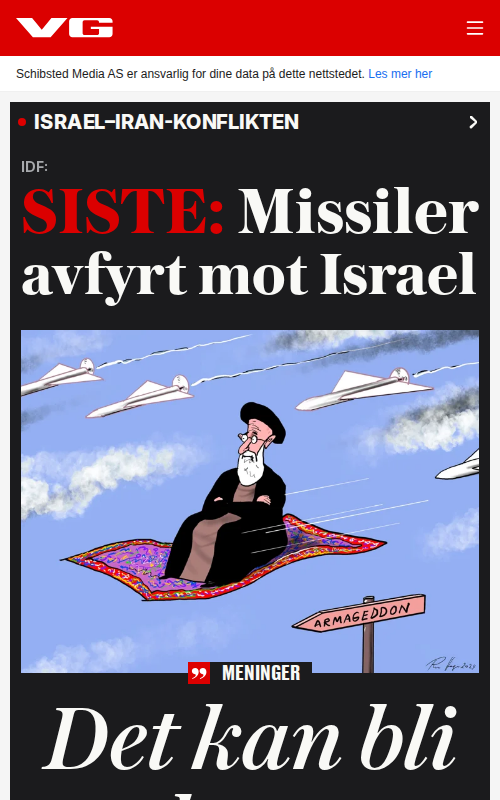 VG
Schibsted Media AS er ansvarlig for dine data på dette nettstedet. Les mer her
ISRAEL–IRAN-KONFLIKTEN
IDF:
SISTE: Missiler
avfyrt mot Israel
ARMAGEDDON
MENINGER
Det kan bli